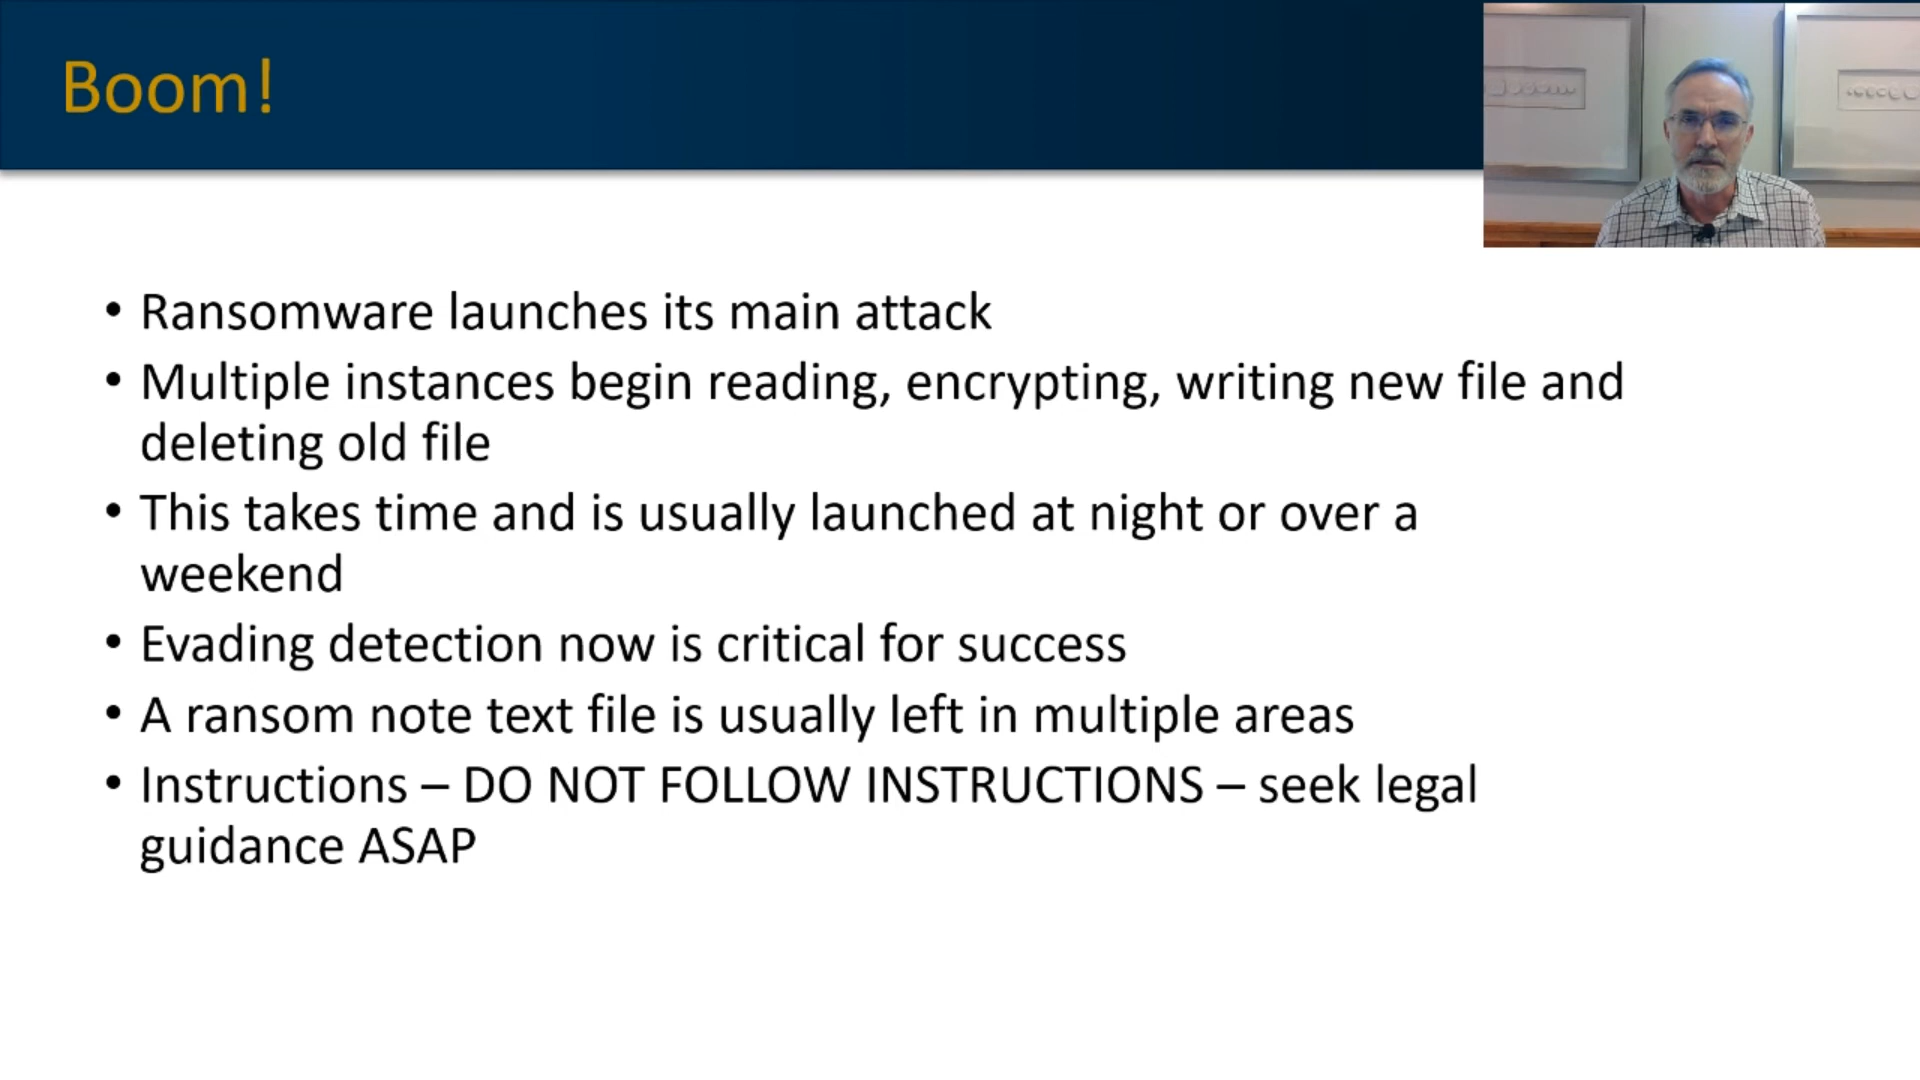 Boom!
• Ransomware launches its main attack
• Multiple instances begin reading, encrypting, writing new file and
deleting old file
• This takes time and is usually launched at night or over a
weekend
• Evading detection now is critical for success
• A ransom note text file is usually left in multiple areas
• Instructions – DO NOT FOLLOW INSTRUCTIONS – seek legal
guidance ASAP